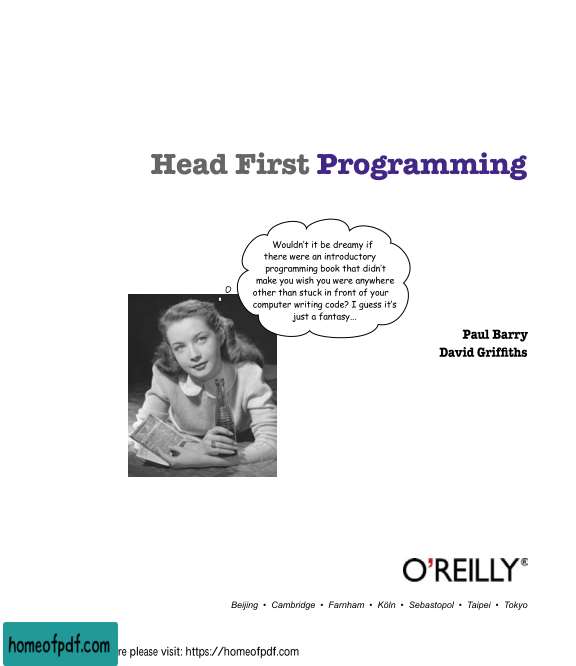 Head First Programming
Wouldn't it be dreamy if
there were an introductory
programming book that didn't
make you wish you were anywhere
other than stuck in front of your
computer writing code? I guess it's
just a fantasy...
Paul Barry
David Griffiths
O'REILLY®
Beijing • Cambridge • Farnham • Köln • Sebastopol • Taipei • Tokyo
homeofpdf.com
re please visit: https://homeofpdf.com